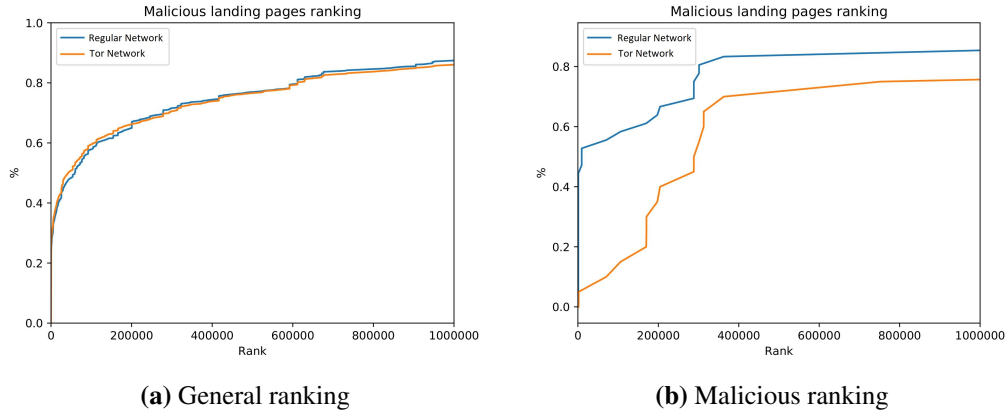 Malicious landing pages ranking
Regular Network
Tor Network
1.0
0.8
0.6
0.4
0.2
0.0
%
0 200000 400000 600000 800000 1000000
Rank
(a) General ranking
Malicious landing pages ranking
Regular Network
Tor Network
0.8
0.6
0.4
0.2
0.0
%
0 200000 400000 600000 800000 1000000
Rank
(b) Malicious ranking